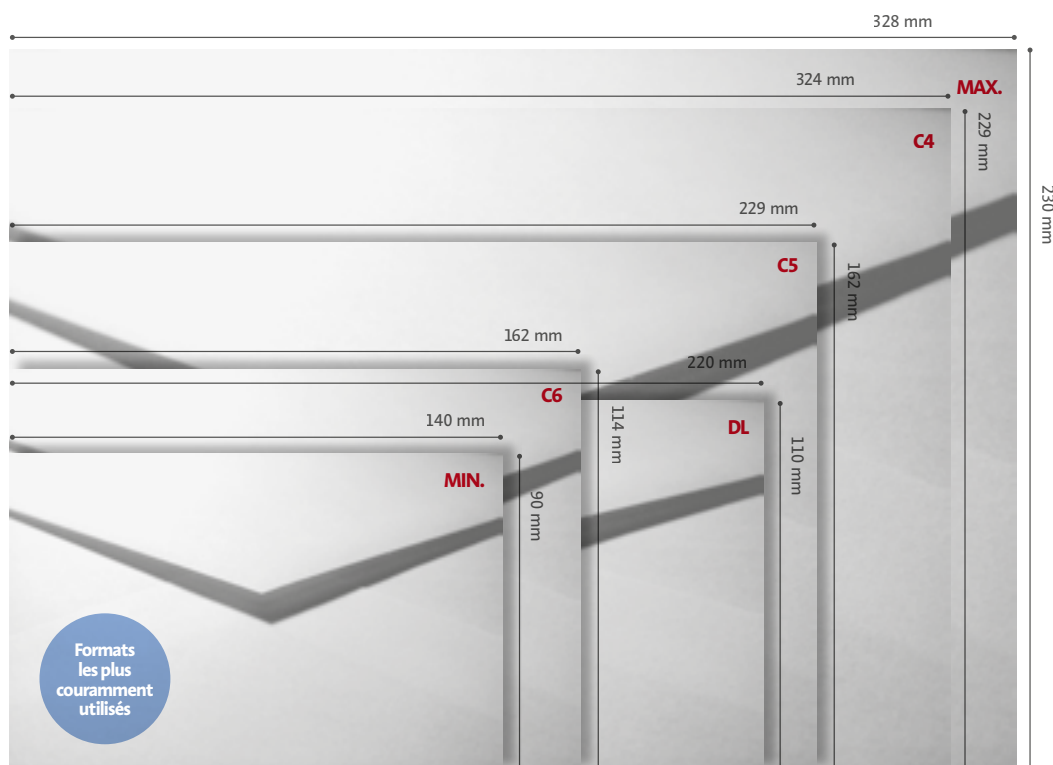 328 mm
324 mm
MAX.
229 mm
C4
230 mm
229 mm
C5
162 mm
162 mm
220 mm
C6
140 mm
114 mm
DL
110 mm
MIN.
90 mm
Formats
les plus
couramment
utilisés